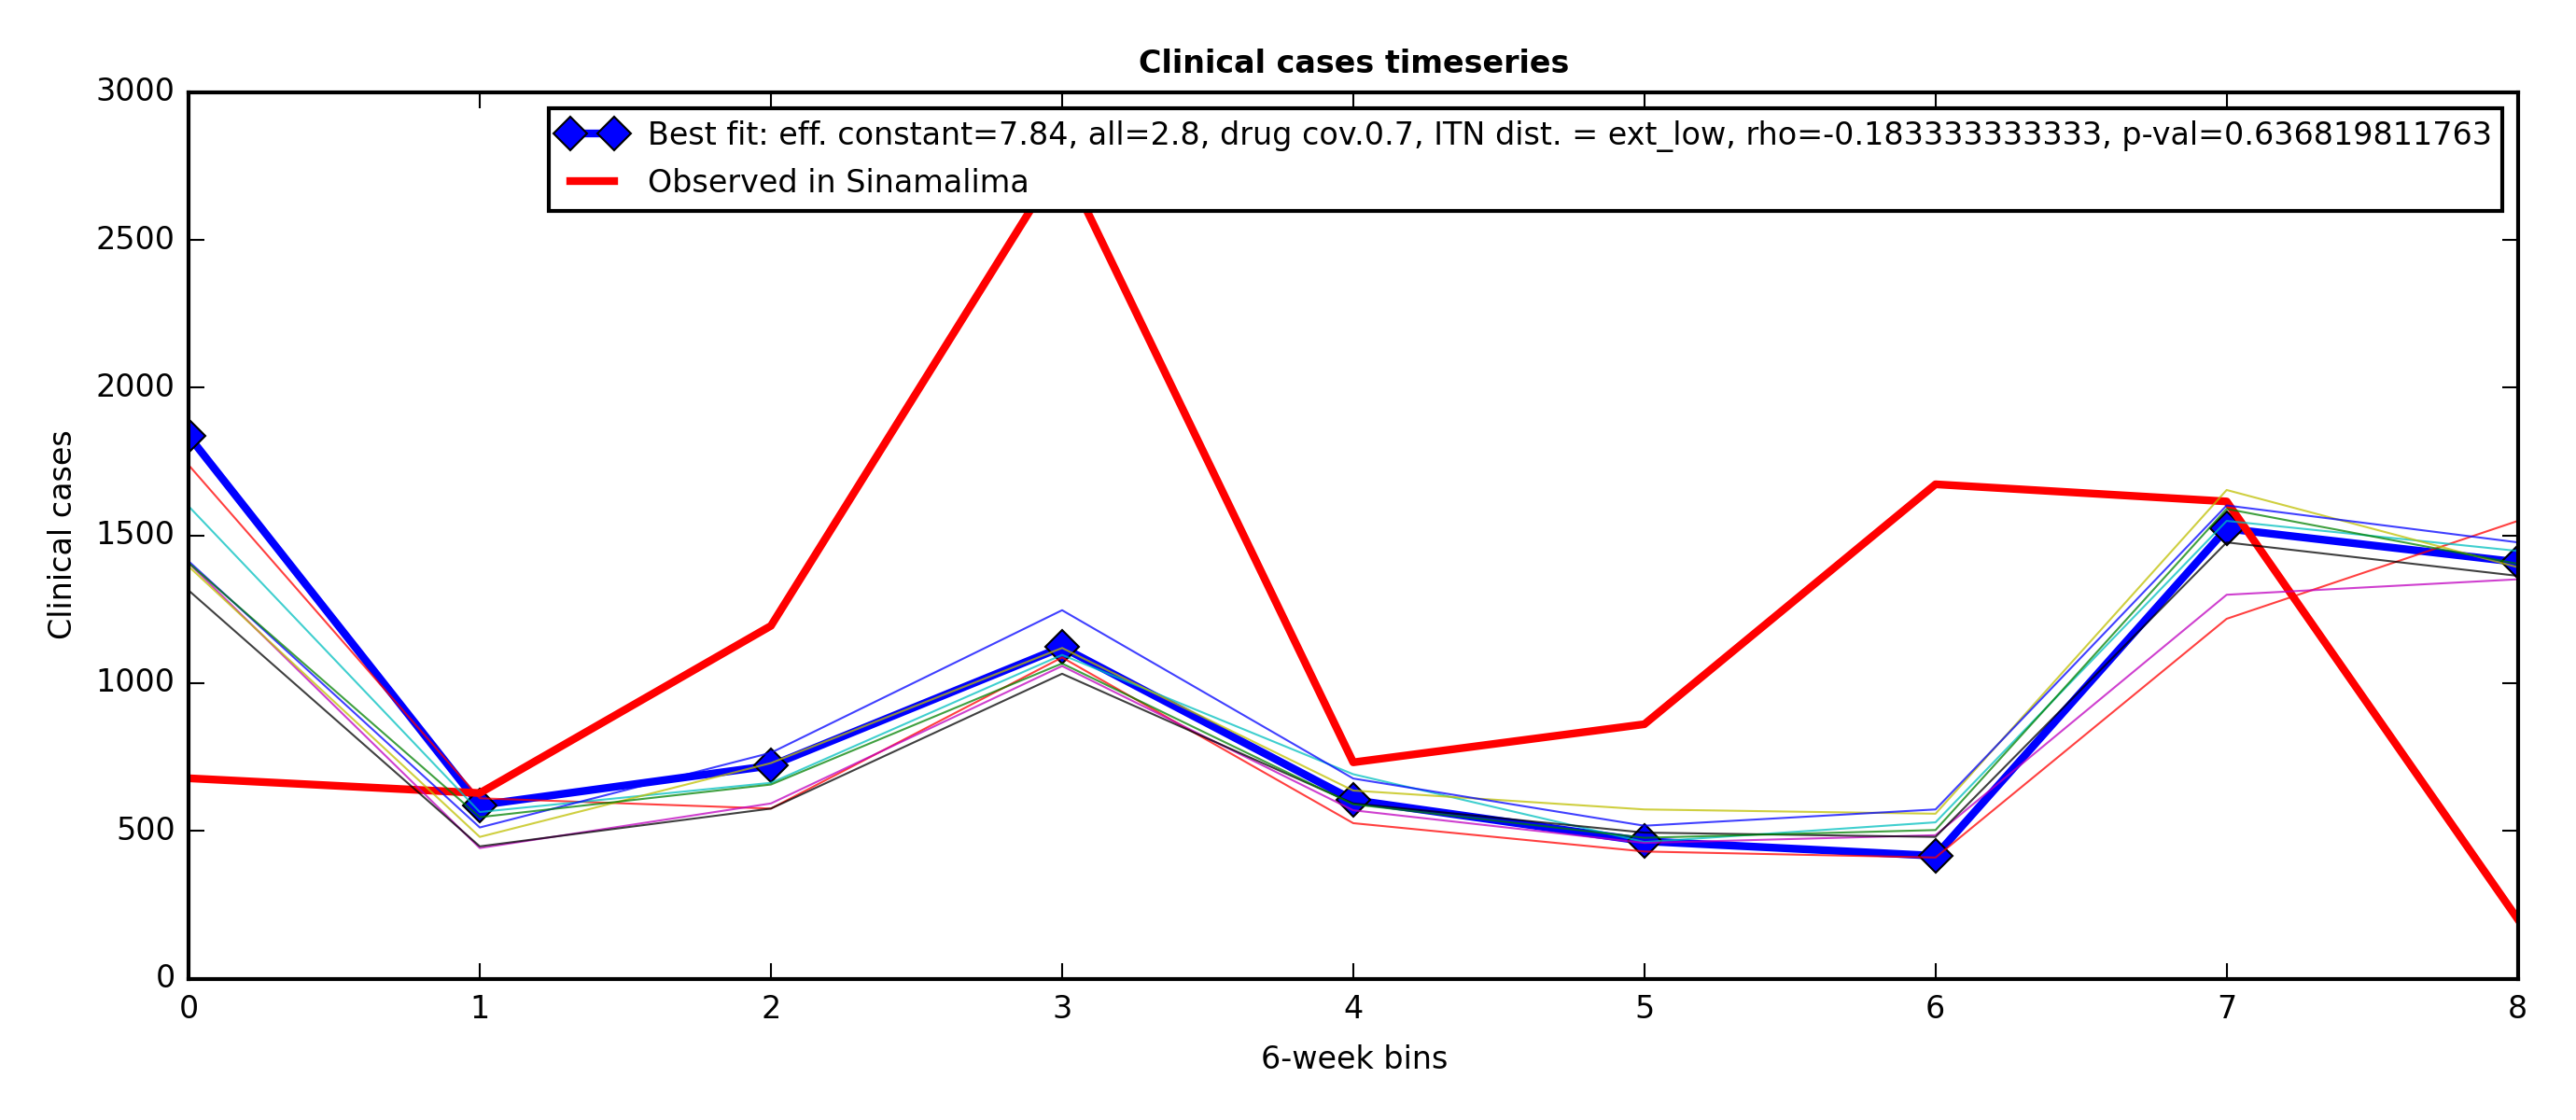 Clinical cases timeseries
3000
2500
2000
1500
1000
500
0
Clinical cases
Best fit: eff. constant=7.84, all=2.8, drug cov.0.7, ITN dist. = ext_low, rho=-0.183333333333, p-val=0.636819811763
Observed in Sinamalima
0 1 2 3 4 5 6 7 8
6-week bins